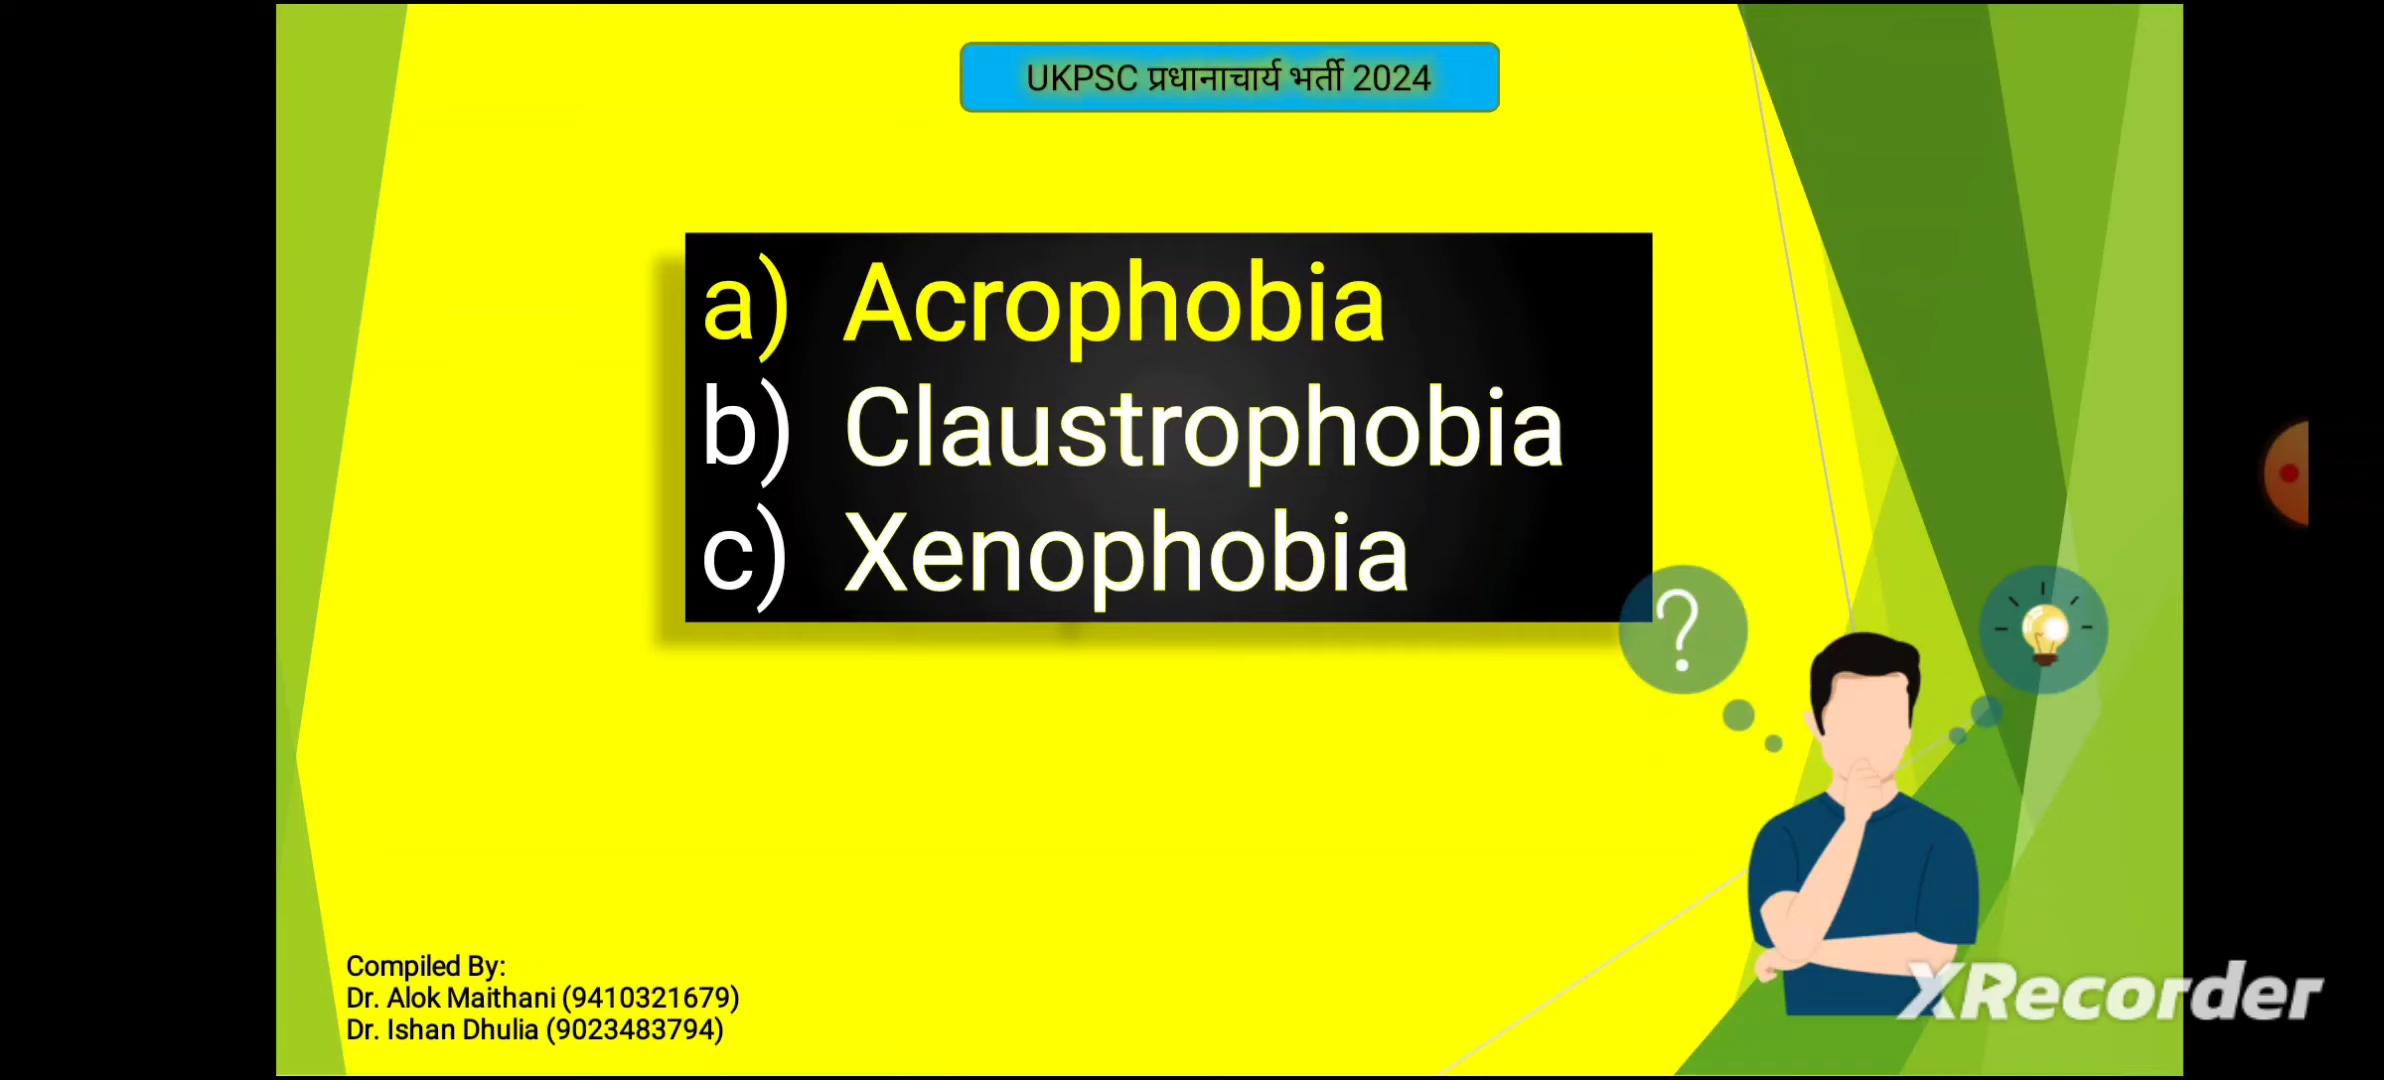 UKPSC प्रधानाचार्य भर्ती 2024
a) Acrophobia
b) Claustrophobia
c) Xenophobia
?
Compiled By:
Dr. Alok Maithani (9410321679)
Dr. Ishan Dhulia (9023483794)
XRecorder